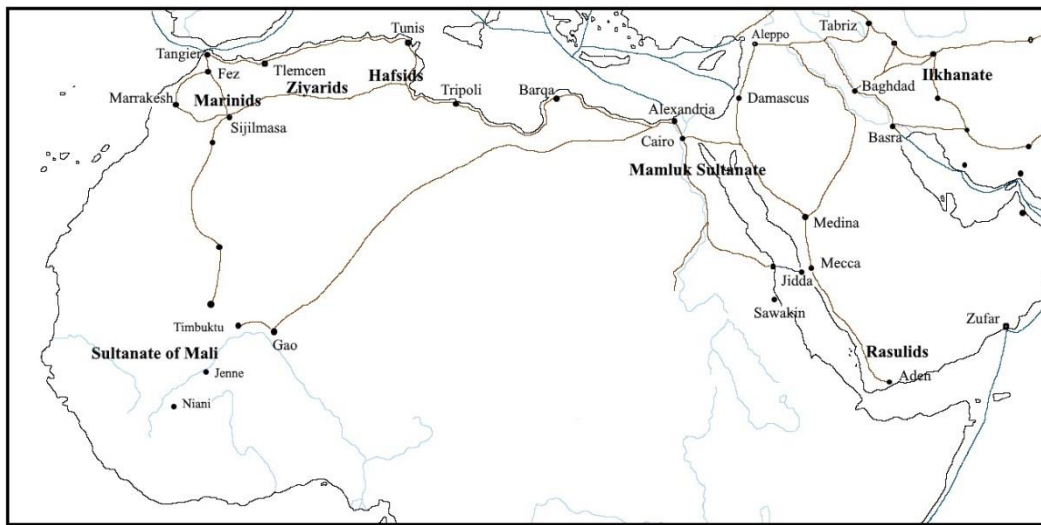 Tunis
Tabriz
Aleppo
Tangier
Fez
Tlemcen
Hafsids
Ziyarids
Ilkhanate
Marrakesh
Marinids
Tripoli
Barqa
Baghdad
Damascus
Alexandria
Sijilmasa
Cairo
Basra
Mamluk Sultanate
Medina
Mecca
Jidda
Sawakin
Timbuktu
Gao
Zufar
Sultanate of Mali
Rasulids
Jenne
Aden
Niani